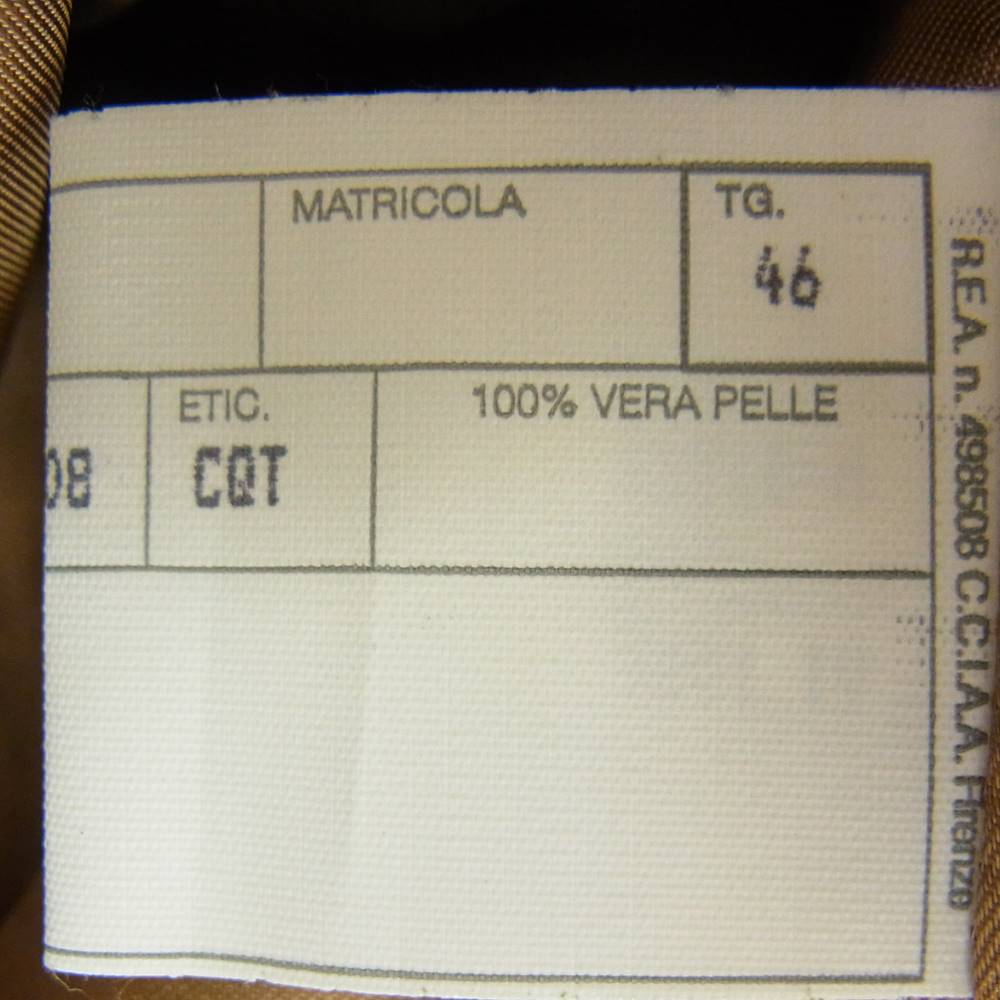 MATRICOLA
TG.
46
ETIC.
100% VERA PELLE
08
CQT
R.E.A. n. 498508 C.C.I.A.A. Firenze